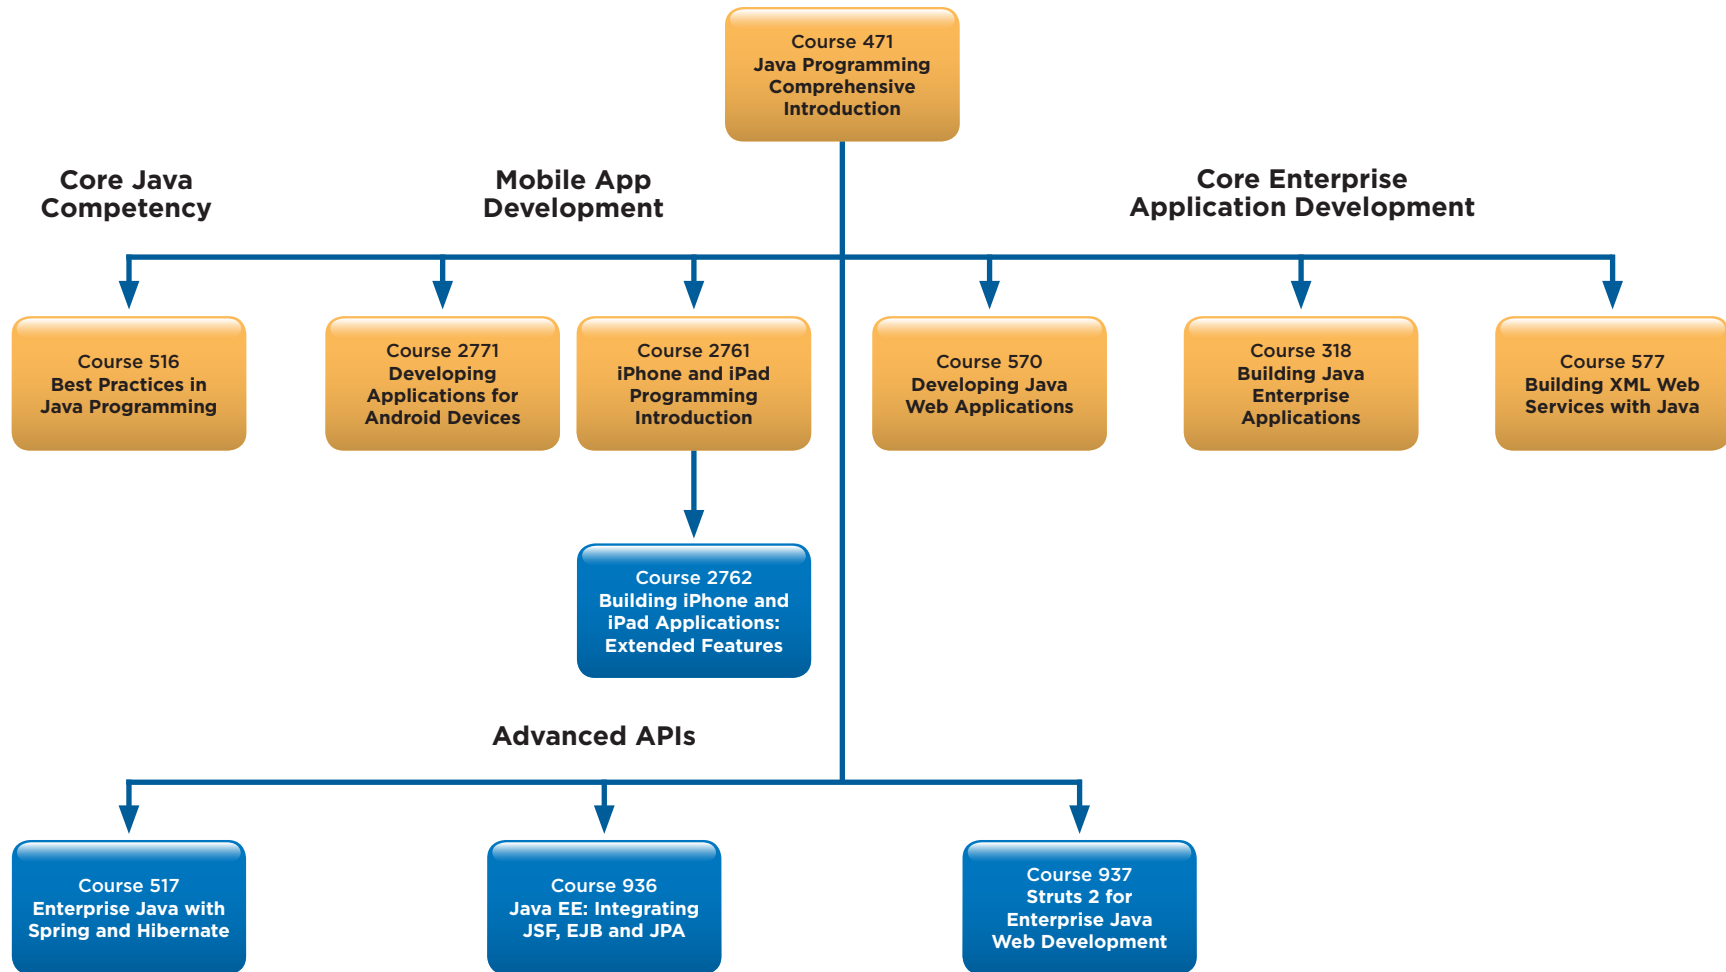 Course 471
Java Programming
Comprehensive
Introduction
Core Java
Competency
Mobile App
Development
Core Enterprise
Application Development
Course 516
Best Practices in
Java Programming
Course 2771
Developing
Applications for
Android Devices
Course 2761
iPhone and iPad
Programming
Introduction
Course 570
Developing Java
Web Applications
Course 318
Building Java
Enterprise
Applications
Course 577
Building XML Web
Services with Java
Course 2762
Building iPhone and
iPad Applications:
Extended Features
Advanced APIs
Course 517
Enterprise Java with
Spring and Hibernate
Course 936
Java EE: Integrating
JSF, EJB and JPA
Course 937
Struts 2 for
Enterprise Java
Web Development